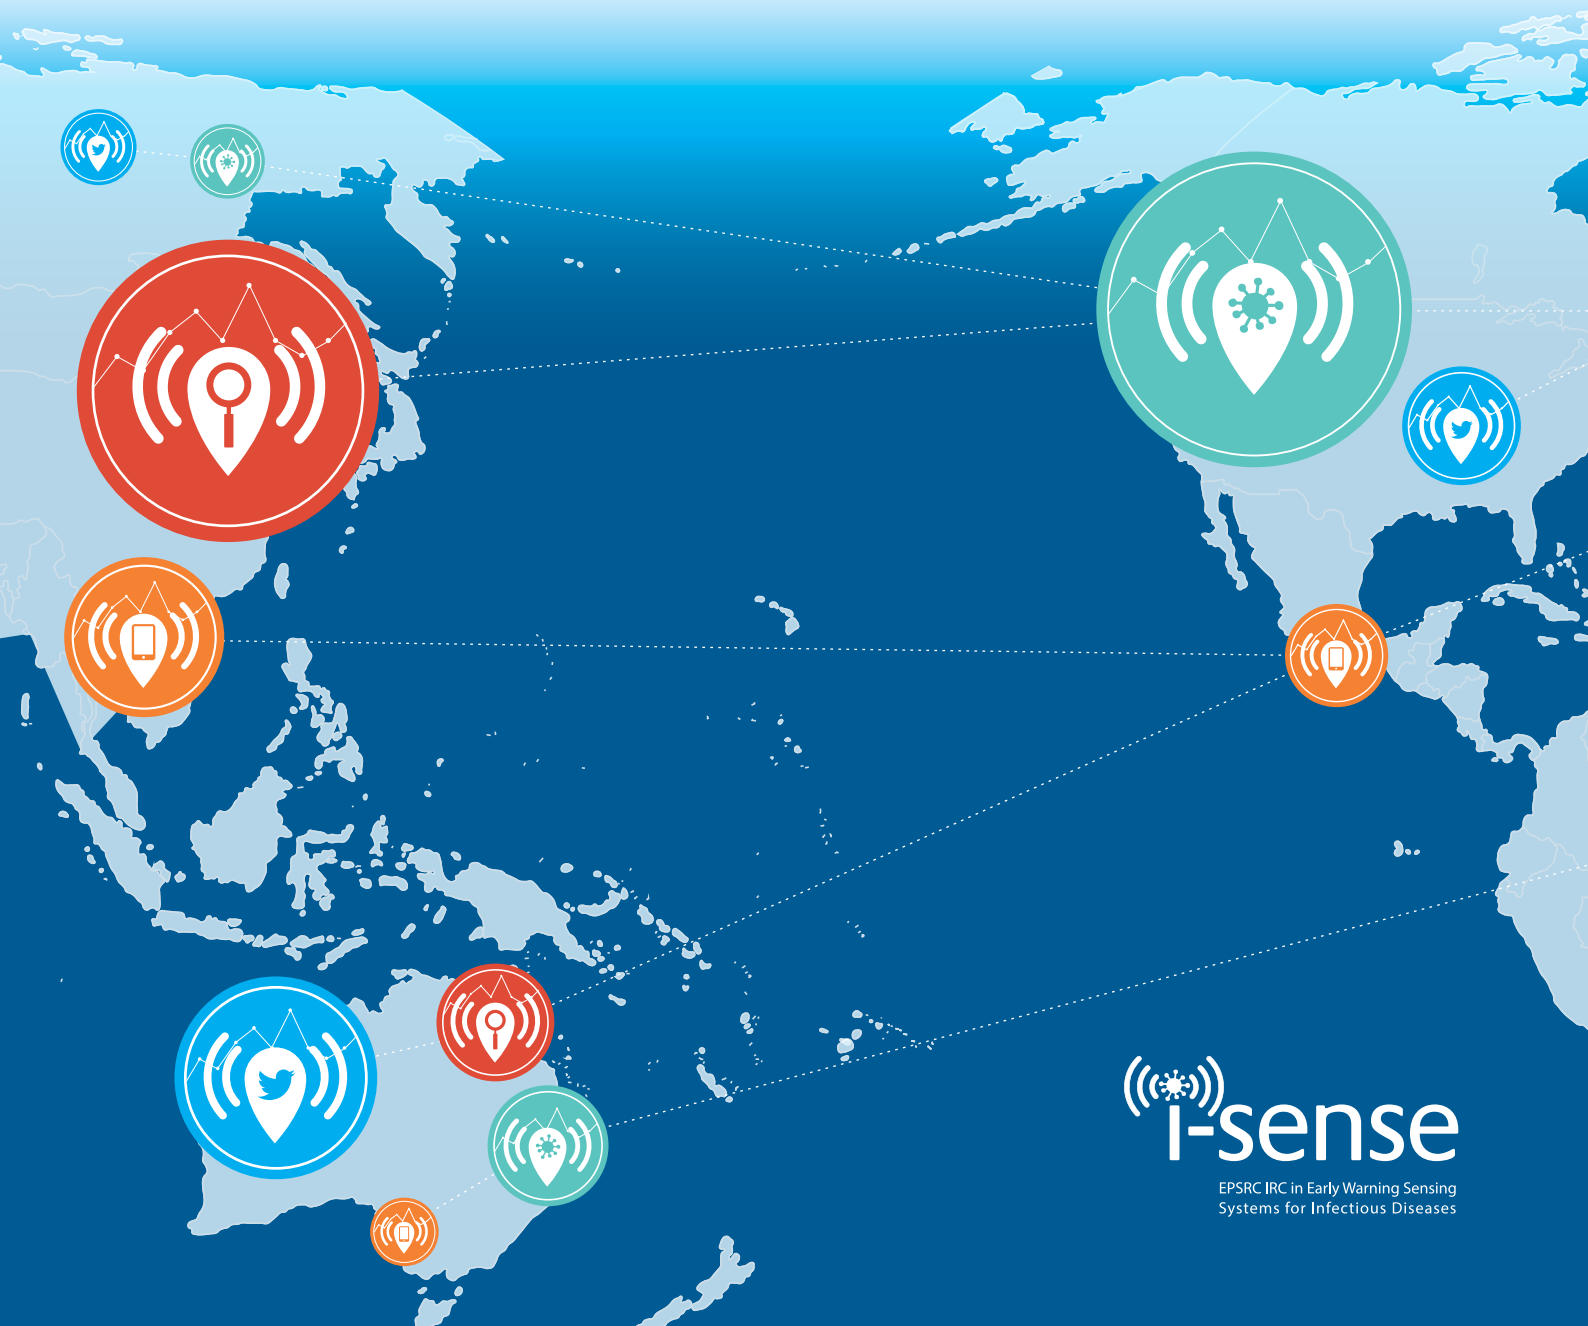 i-sense
EPSRC IRC in Early Warning Sensing
Systems for Infectious Diseases